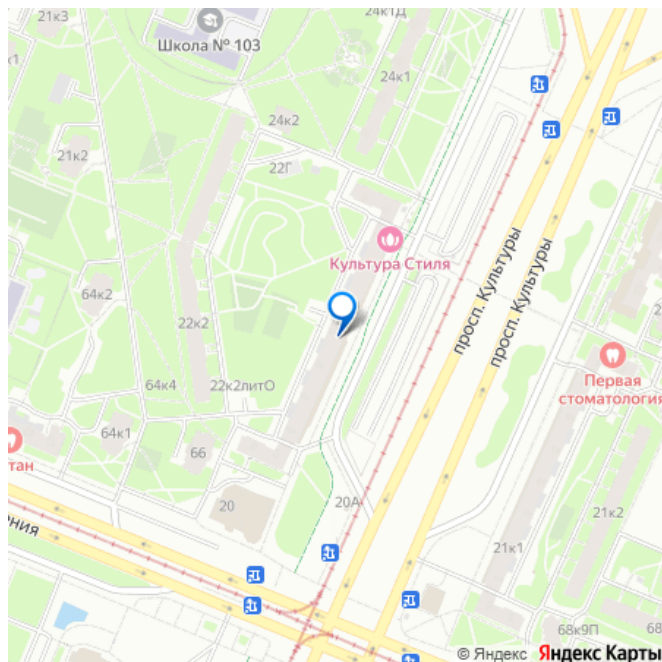 21к3
Школа № 103
24к1Д
24к1
24к2
21к2
22Г
Культура Стиля
просп. Культуры
просп. Культуры
64к2
22к2
Первая
стоматология
64к4
22к2литО
64к1
66
тан
20
20А
21к2
ения
21к1
68к9П
© Яндекс Яндекс Карты